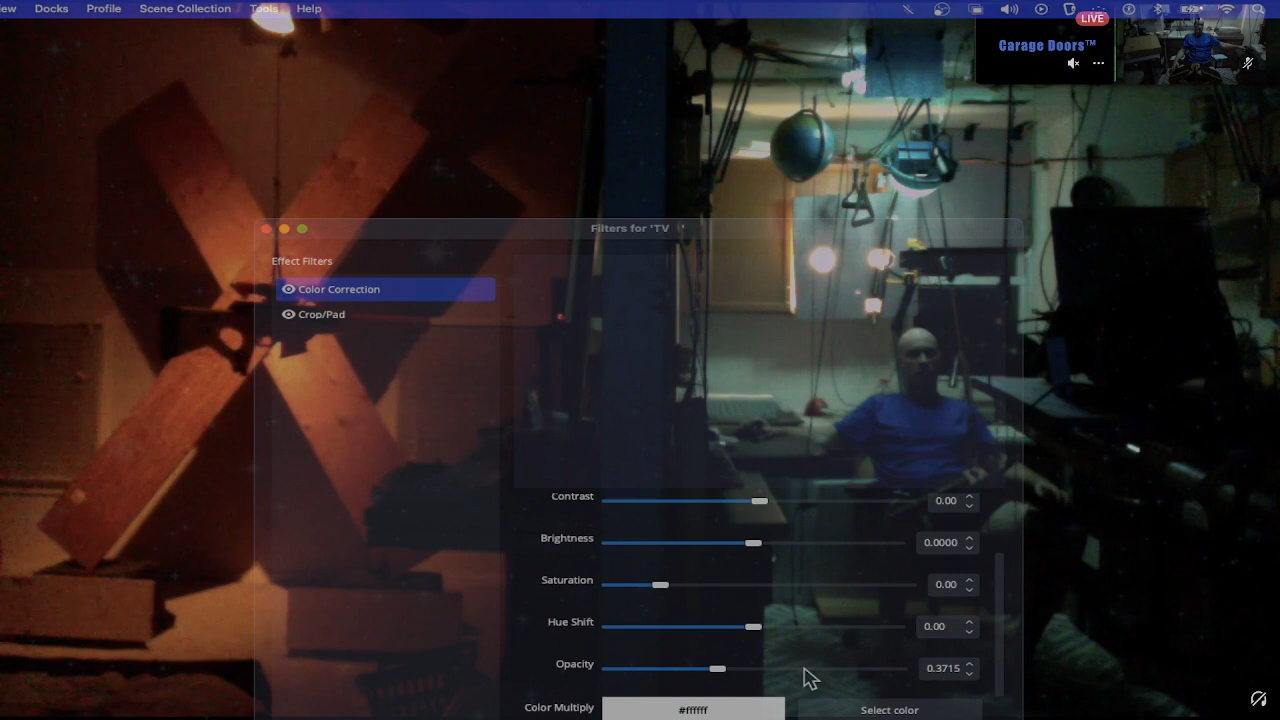 Docks Profile Scene Collection Tools Help
LIVE
Carage Doors™
Filters for 'TV
Effect Filters
Color Correction
Crop/Pad
Contrast 0.00
Brightness 0.0000
Saturation 0.00
Hue Shift 0.00
Opacity 0.3715
Color Multiply #ffffff Select color